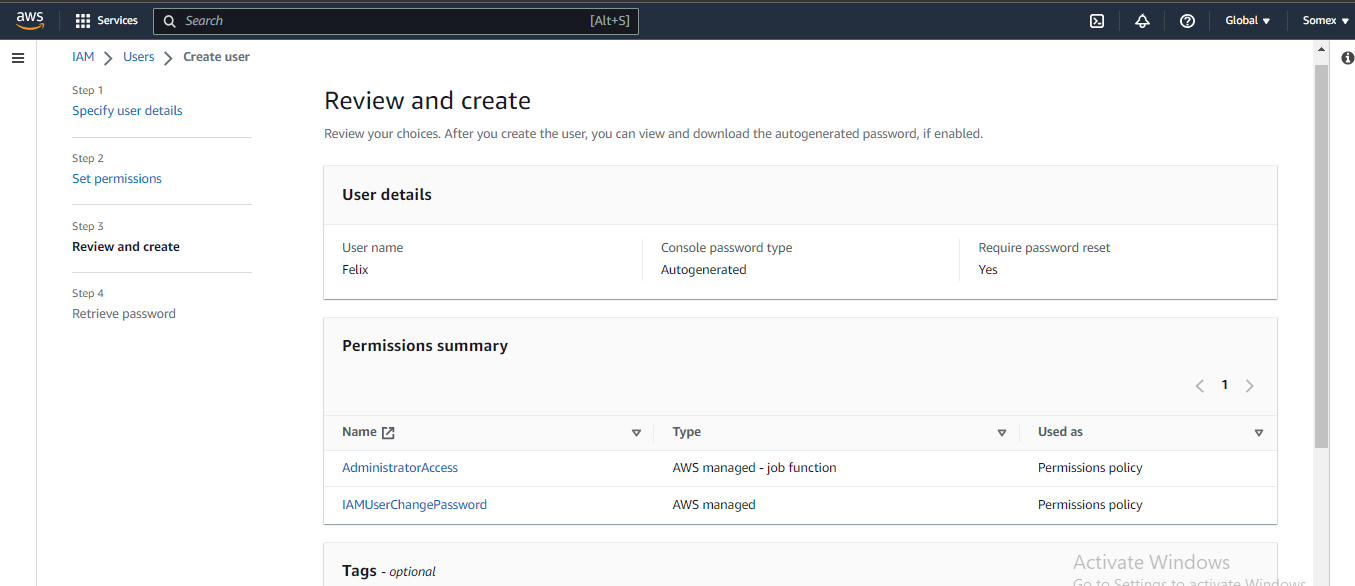 aws
Services
Search
[Alt+S]
Global
Somex
IAM
Users
Create user
Step 1
Specify user details
Step 2
Set permissions
Step 3
Review and create
Step 4
Retrieve password
Review and create
Review your choices. After you create the user, you can view and download the autogenerated password, if enabled.
User details
User name
Felix
Console password type
Autogenerated
Require password reset
Yes
Permissions summary
1
Name Type Used as
AdministratorAccess AWS managed - job function Permissions policy
IAMUserChangePassword AWS managed Permissions policy
Tags - optional
Activate Windows
Go to Settings to activate Windows.